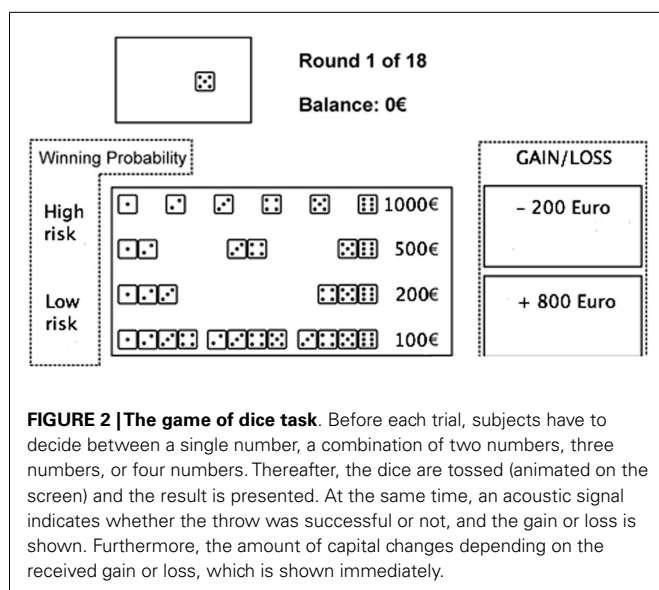 Round 1 of 18
Balance: 0€
Winning Probability
GAIN/LOSS
High
risk
1000€
500€
Low
risk
200€
100€
– 200 Euro
+ 800 Euro
FIGURE 2 | The game of dice task. Before each trial, subjects have to
decide between a single number, a combination of two numbers, three
numbers, or four numbers. Thereafter, the dice are tossed (animated on the
screen) and the result is presented. At the same time, an acoustic signal
indicates whether the throw was successful or not, and the gain or loss is
shown. Furthermore, the amount of capital changes depending on the
received gain or loss, which is shown immediately.